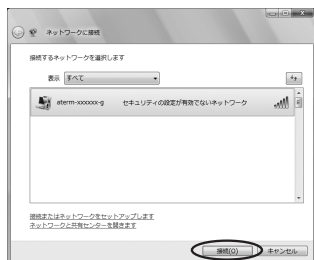 ネットワークに接続
接続するネットワークを選択します
表示 すべて
aterm-xxxxxx-g セキュリティの設定が有効でないネットワーク
接続またはネットワークをセットアップします
ネットワークと共有センターを開きます
接続(O) キャンセル